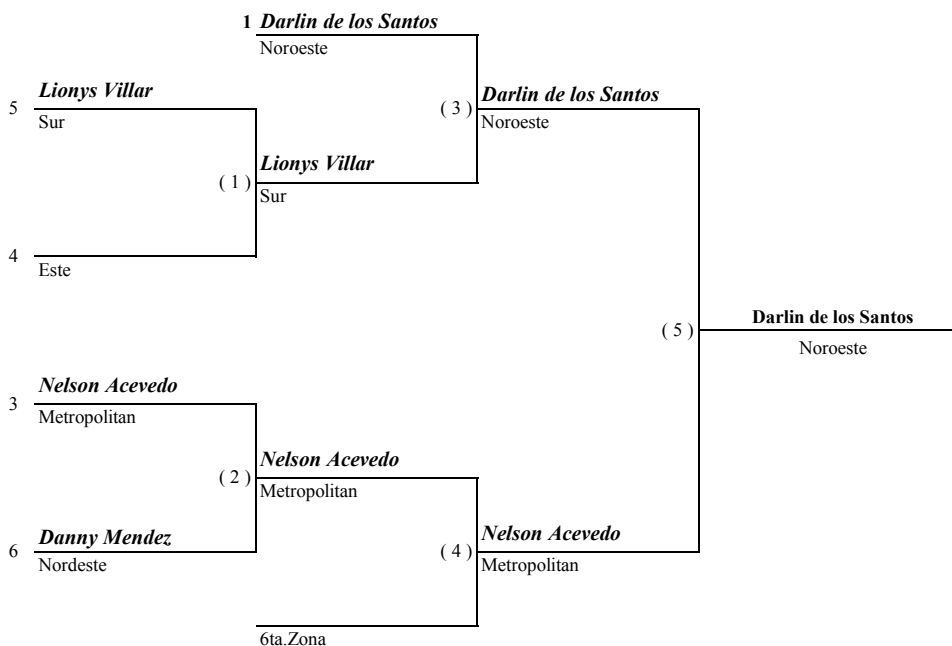 1 Darlin de los Santos
Noroeste
Lionys Villar
5
Sur
( 3 ) Darlin de los Santos
Noroeste
( 1 ) Lionys Villar
Sur
4
Este
( 5 )
Darlin de los Santos
Noroeste
Nelson Acevedo
3
Metropolitan
( 2 ) Nelson Acevedo
Metropolitan
Danny Mendez
6
Nordeste
( 4 ) Nelson Acevedo
Metropolitan
6ta.Zona